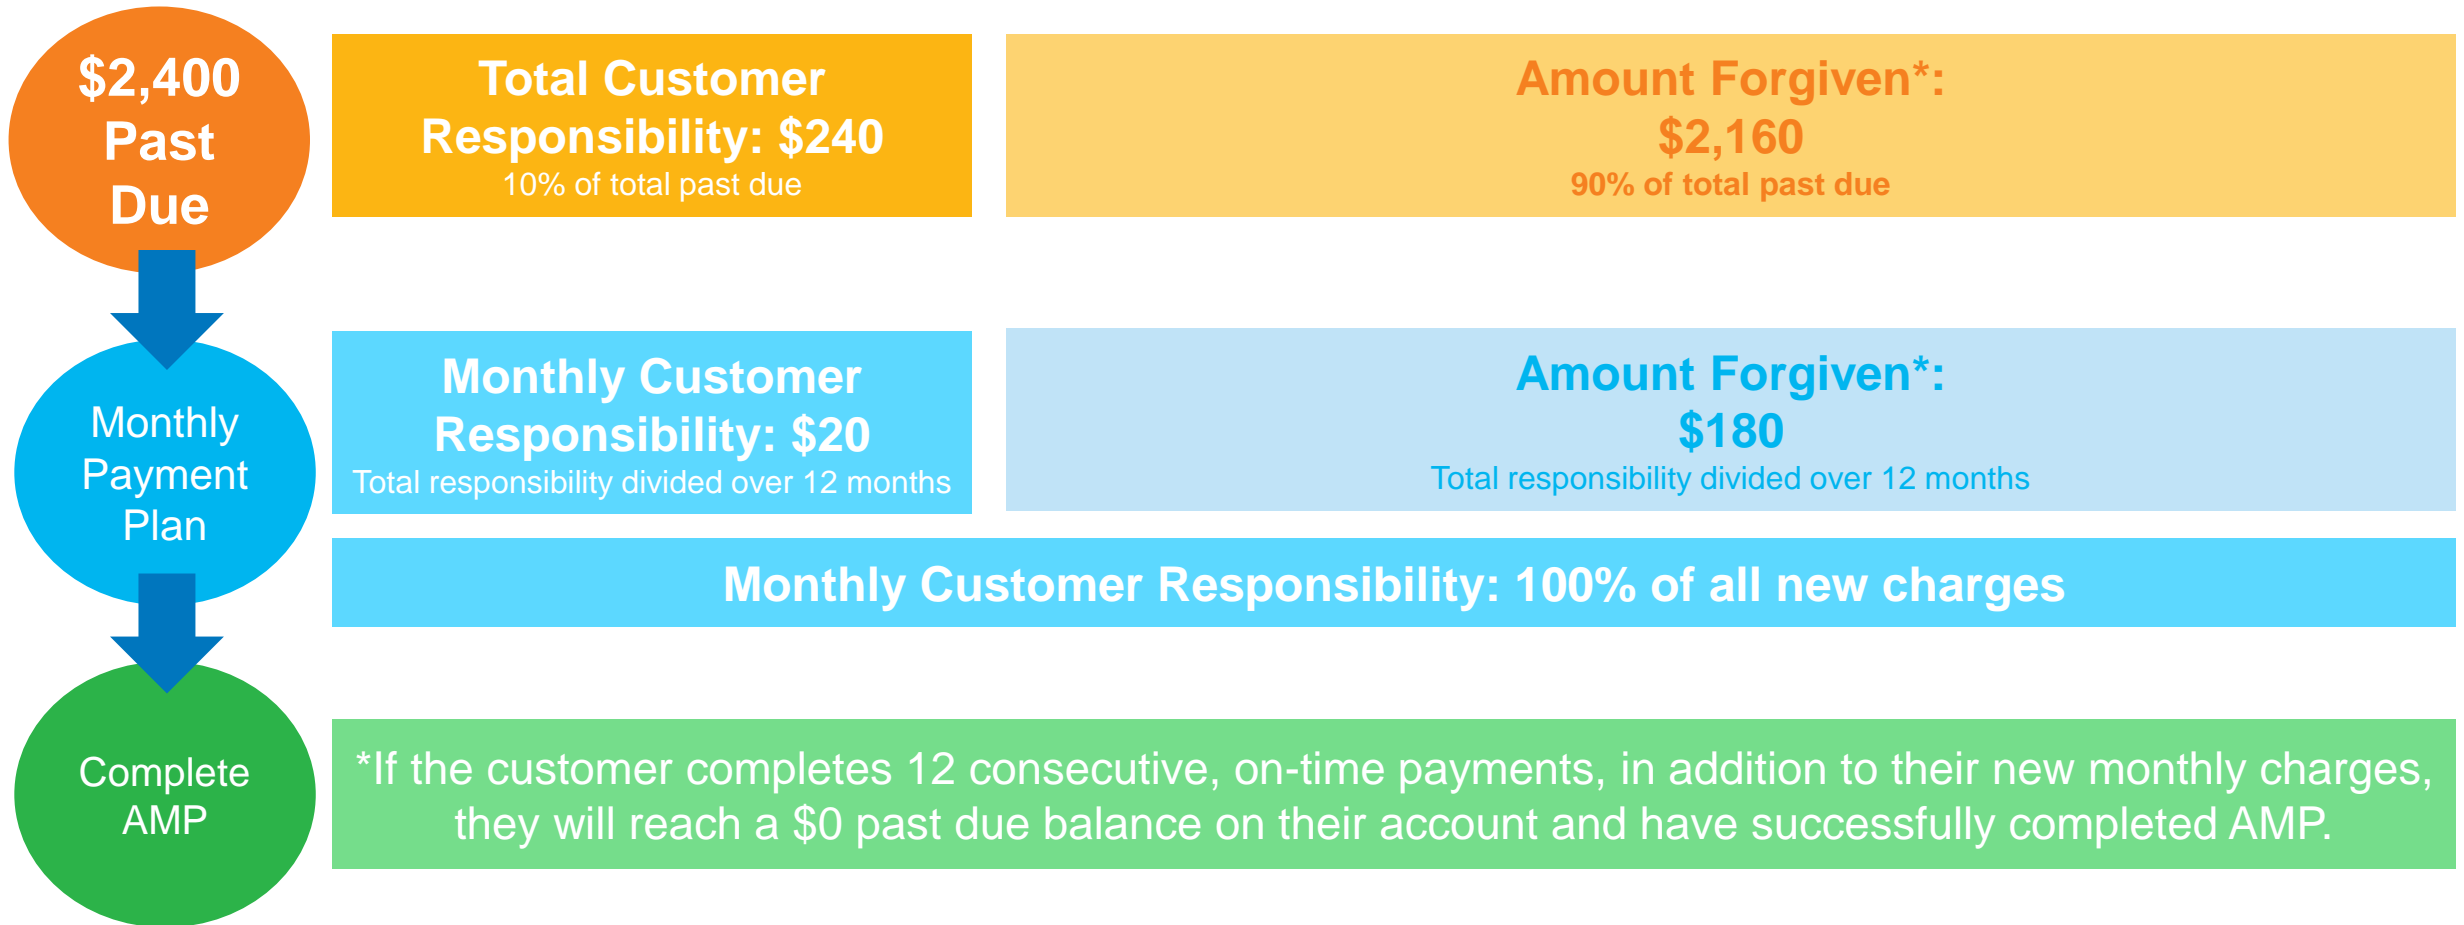 $2,400
Past
Due
Total Customer
Responsibility: $240
10% of total past due
Amount Forgiven*:
$2,160
90% of total past due
Monthly
Payment
Plan
Monthly Customer
Responsibility: $20
Total responsibility divided over 12 months
Amount Forgiven*:
$180
Total responsibility divided over 12 months
Monthly Customer Responsibility: 100% of all new charges
Complete
AMP
*If the customer completes 12 consecutive, on-time payments, in addition to their new monthly charges,
they will reach a $0 past due balance on their account and have successfully completed AMP.